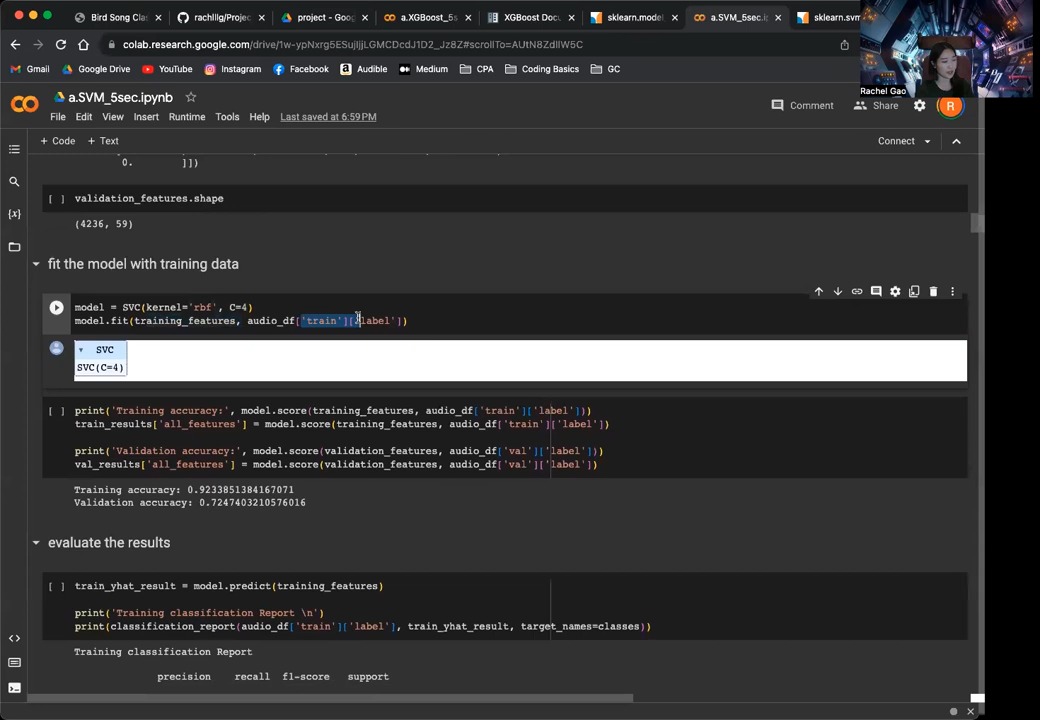 Bird Song Clas
rachllg/Projec
project - Goog
a.XGBoost_5s
XGBoost Docu
sklearn.model
a.SVM_5sec.i
sklearn.svm
colab.research.google.com/drive/1w-ypNxrg5ESujIjjLGMCDcdJ1D2_Jz8Z#scrollTo=AUtN8ZdllW5C
Gmail Google Drive YouTube Instagram Facebook Audible Medium CPA Coding Basics GC
Rachel Gao
a.SVM_5sec.ipynb
Comment Share R
File Edit View Insert Runtime Tools Help Last saved at 6:59 PM
+ Code + Text Connect
0. ]])
[ ] validation_features.shape
(4236, 59)
fit the model with training data
model = SVC(kernel='rbf', C=4)
model.fit(training_features, audio_df['train']['label'])
SVC
SVC(C=4)
[ ] print('Training accuracy:', model.score(training_features, audio_df['train']['label']))
train_results['all_features'] = model.score(training_features, audio_df['train']['label'])
print('Validation accuracy:', model.score(validation_features, audio_df['val']['label']))
val_results['all_features'] = model.score(validation_features, audio_df['val']['label'])
Training accuracy: 0.9233851384167071
Validation accuracy: 0.7247403210576016
evaluate the results
[ ] train_yhat_result = model.predict(training_features)
print('Training classification Report \n')
print(classification_report(audio_df['train']['label'], train_yhat_result, target_names=classes))
Training classification Report
precision recall f1-score support